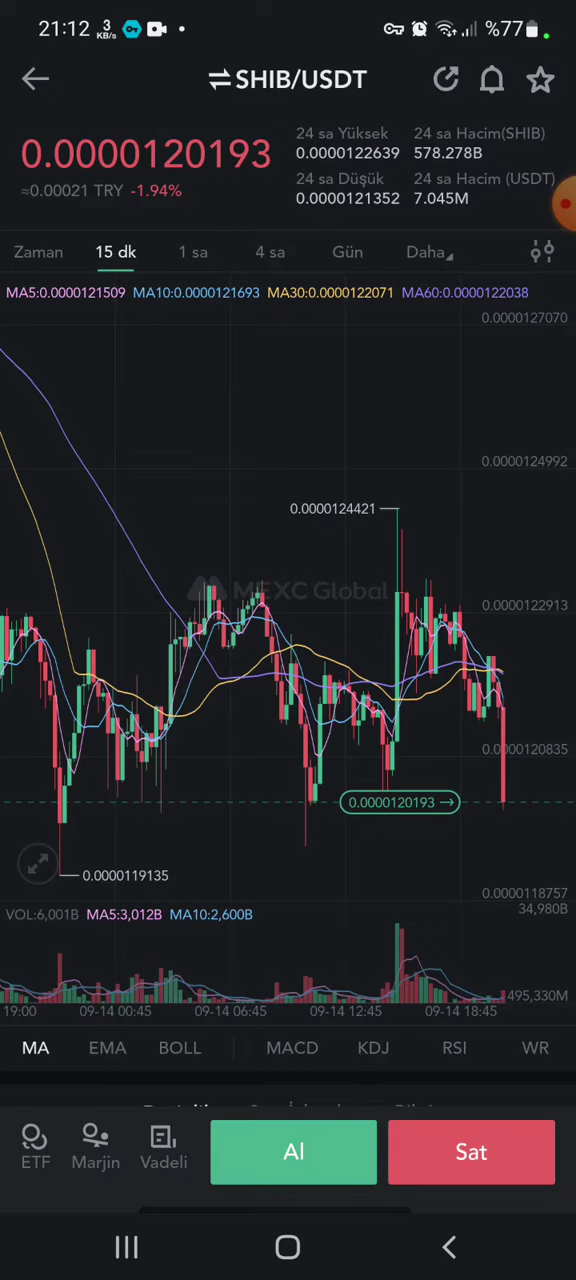 21:12 3 KB/s %77
SHIB/USDT
0.0000120193
≈0.00021 TRY -1.94%
24 sa Yüksek 24 sa Hacim(SHIB)
0.0000122639 578.278B
24 sa Düşük 24 sa Hacim (USDT)
0.0000121352 7.045M
Zaman 15 dk 1 sa 4 sa Gün Daha
MA5:0.0000121509 MA10:0.0000121693 MA30:0.0000122071 MA60:0.0000122038
0.0000127070
0.0000124992
0.0000124421
MEXC Global
0.0000122913
0.0000120835
0.0000120193
0.0000119135
0.0000118757
VOL:6,001B MA5:3,012B MA10:2,600B
34,980B
495,330M
19:00 09-14 00:45 09-14 06:45 09-14 12:45 09-14 18:45
MA EMA BOLL MACD KDJ RSI WR
ETF Marjin Vadeli Al Sat